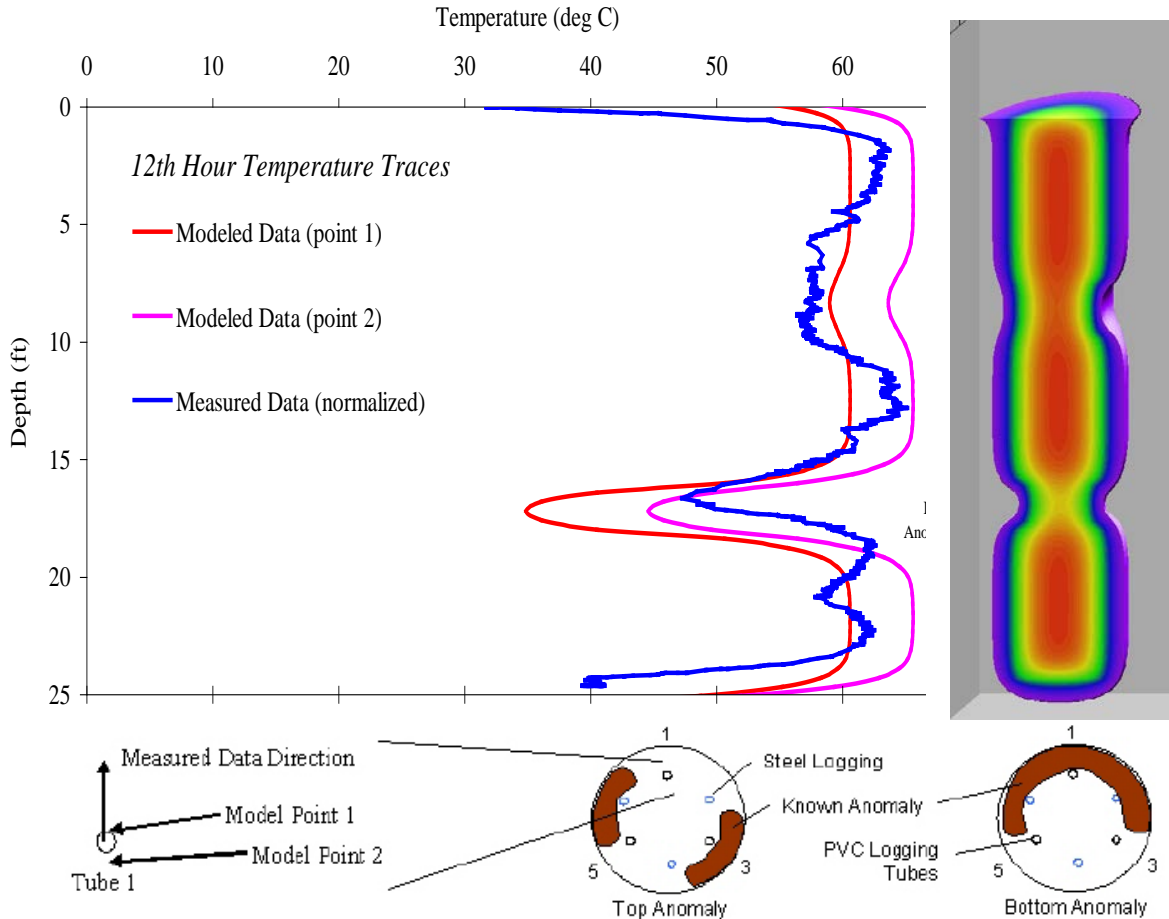 Temperature (deg C)
0 10 20 30 40 50 60
0
12th Hour Temperature Traces
5
Modeled Data (point 1)
Modeled Data (point 2)
10
Depth (ft)
Measured Data (normalized)
15
20
25
Measured Data Direction
Model Point 1
Model Point 2
Tube 1
1
Steel Logging
Known Anomaly
PVC Logging
Tubes
5
3
Top Anomaly
1
5
3
Bottom Anomaly